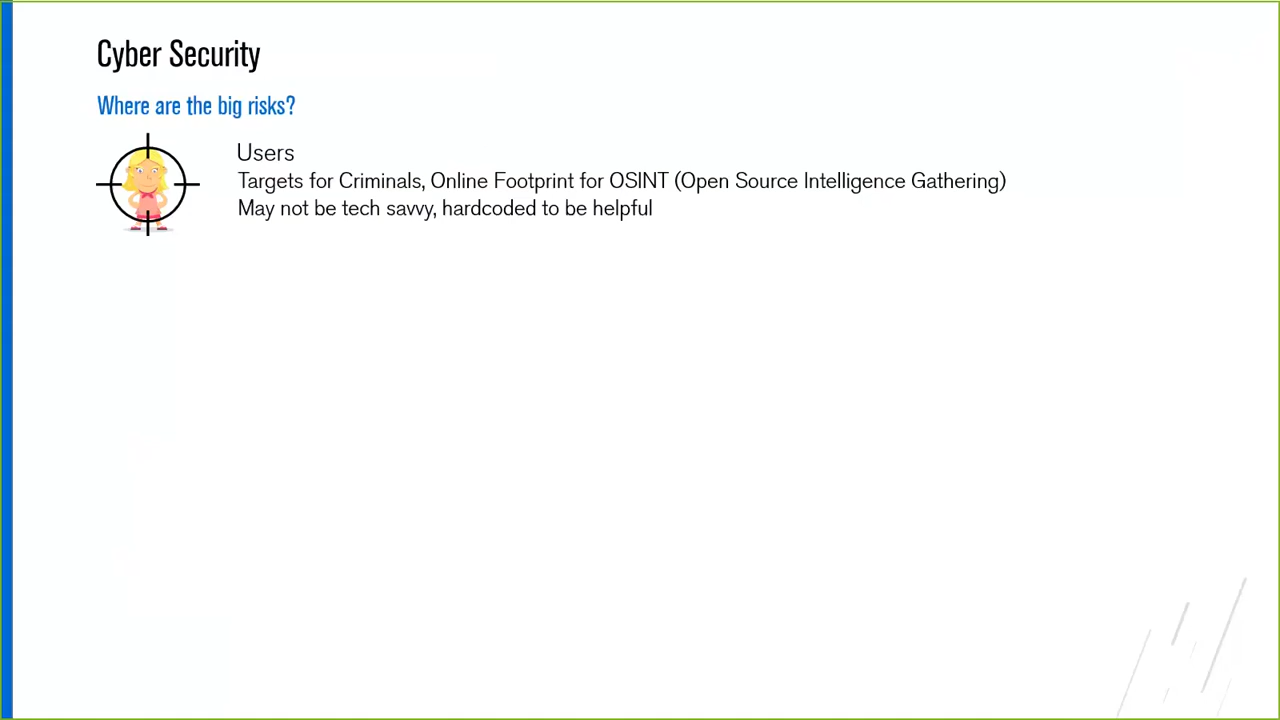 Cyber Security
Where are the big risks?
Users
Targets for Criminals, Online Footprint for OSINT (Open Source Intelligence Gathering)
May not be tech savvy, hardcoded to be helpful